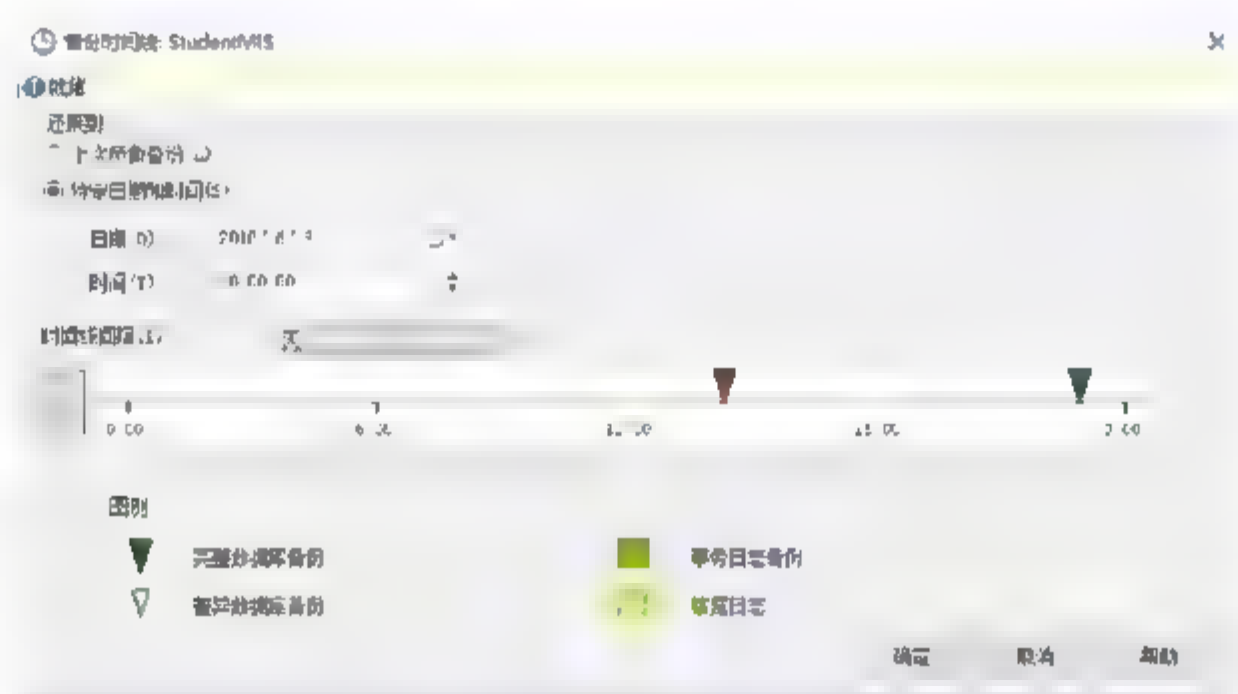 备份时间线: StudentMIS
就绪
还原到
上次所做备份
特定日期和时间
日期(D)
时间(T)
时间线间隔
0:00
6:00
12:00
18:00
图例
完整数据库备份
事务日志备份
差异数据库备份
结尾日志
确定
取消
帮助